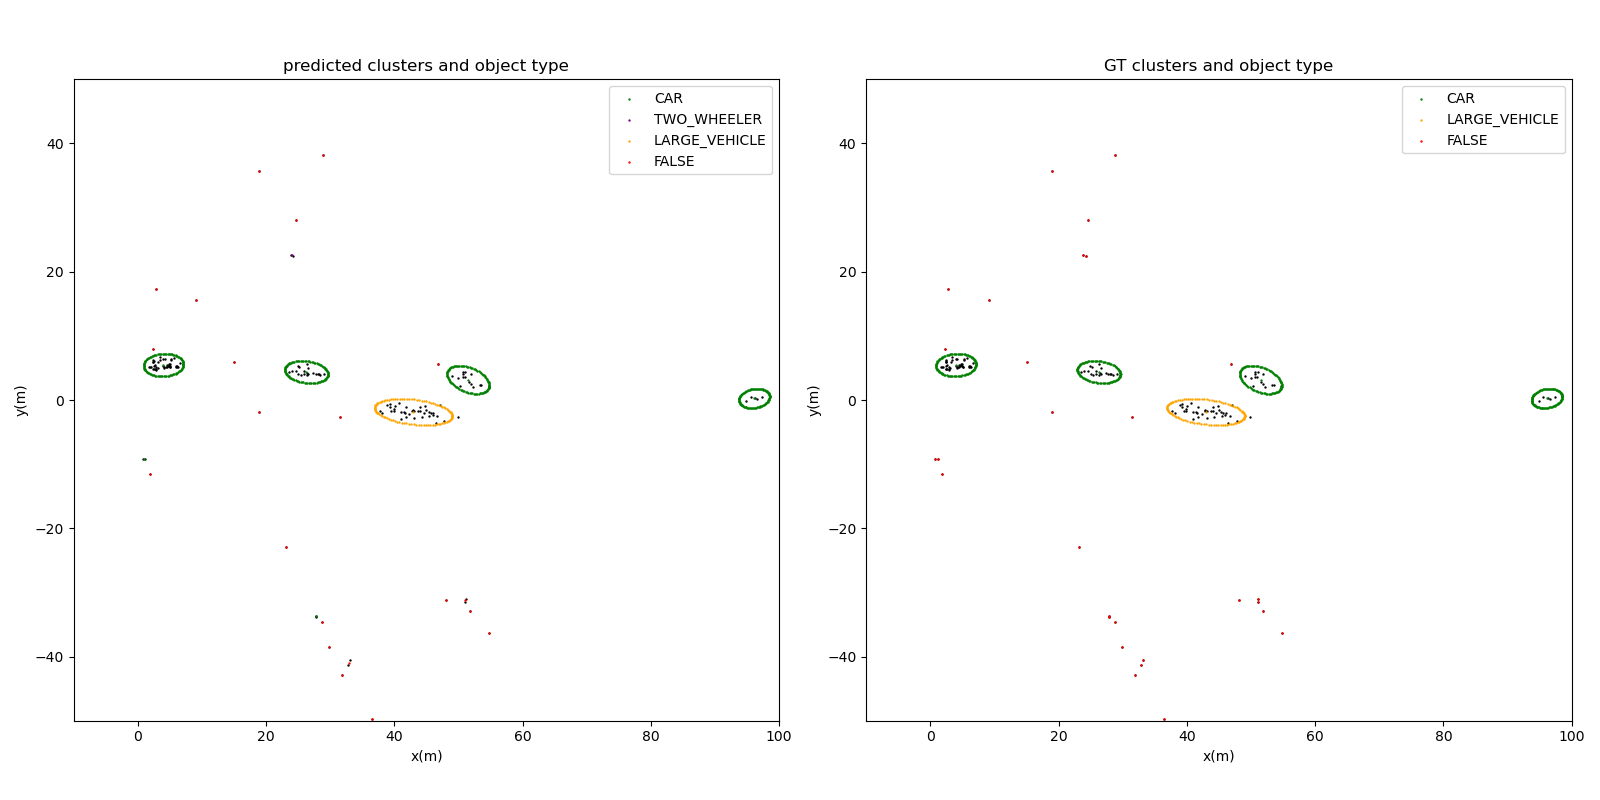 predicted clusters and object type
CAR
TWO_WHEELER
LARGE_VEHICLE
FALSE
40
20
0
−20
−40
y(m)
0
20
40
60
80
100
x(m)
GT clusters and object type
CAR
LARGE_VEHICLE
FALSE
40
20
0
−20
−40
y(m)
0
20
40
60
80
100
x(m)